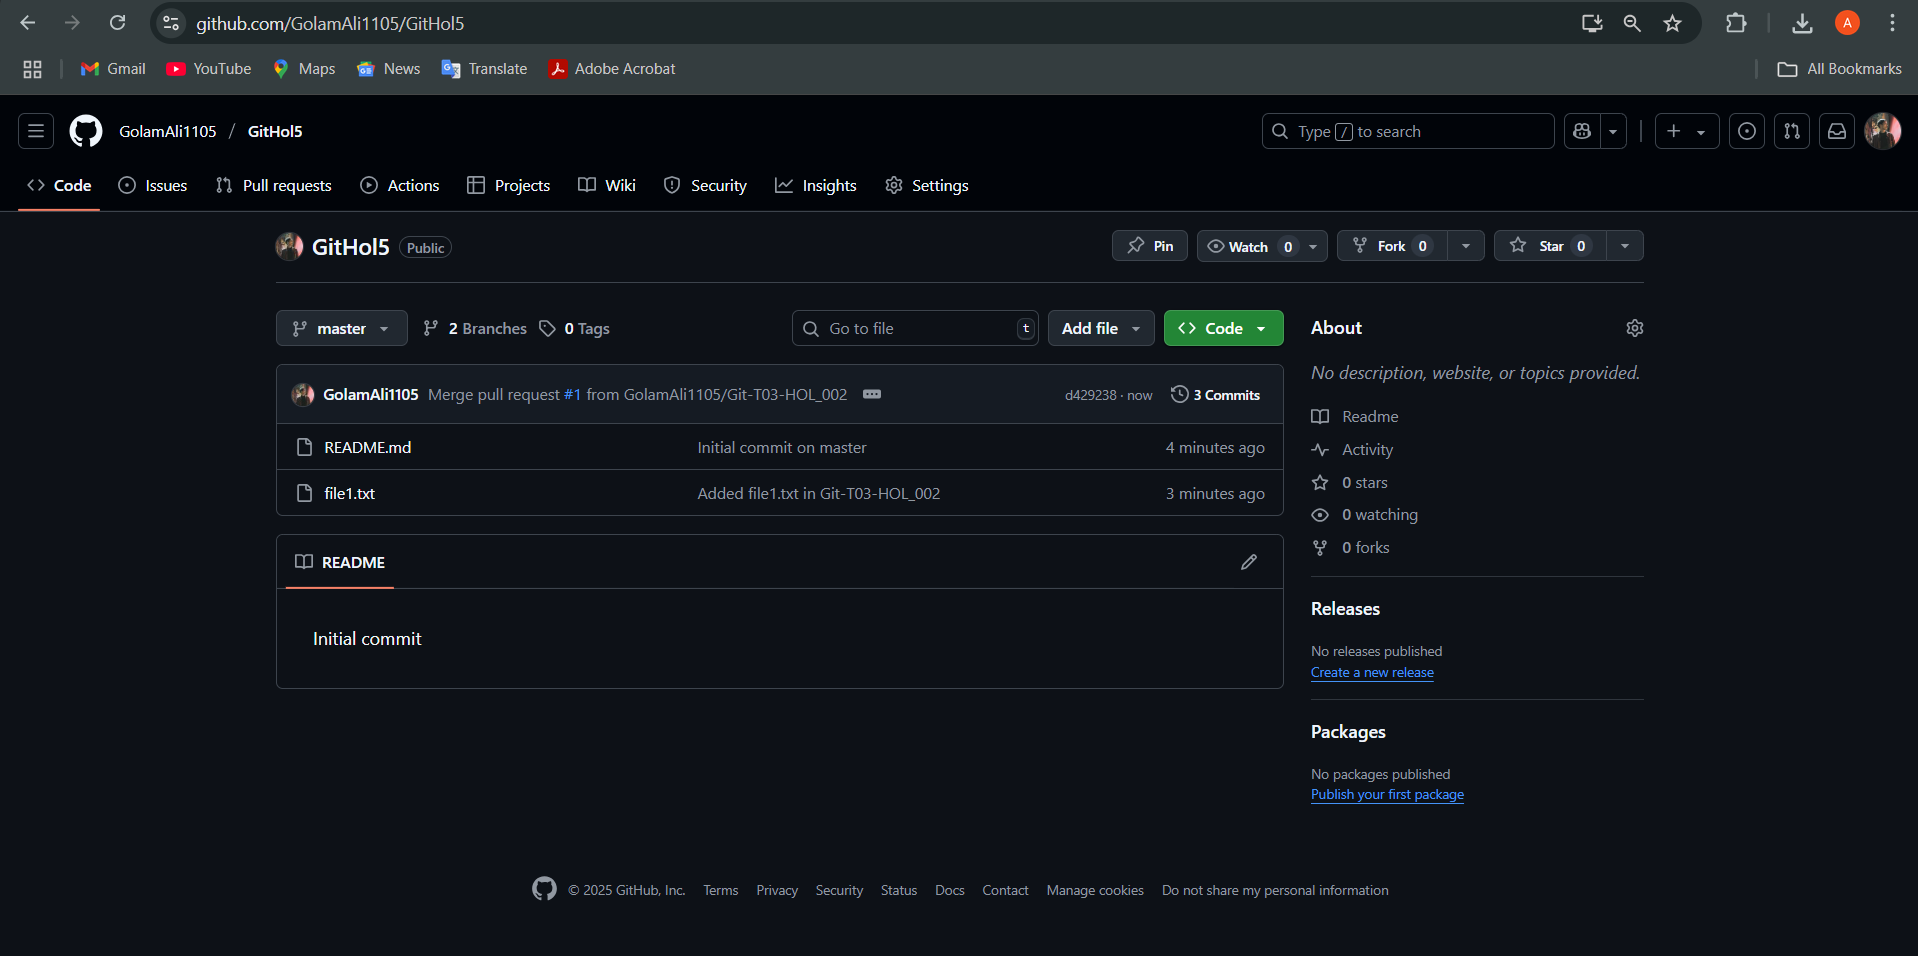 github.com/GolamAli1105/GitHol5
A
Gmail YouTube Maps News Translate Adobe Acrobat All Bookmarks
GolamAli1105 / GitHol5 Type / to search
Code Issues Pull requests Actions Projects Wiki Security Insights Settings
GitHol5 Public Pin Watch 0 Fork 0 Star 0
master 2 Branches 0 Tags Go to file t Add file Code
GolamAli1105 Merge pull request #1 from GolamAli1105/Git-T03-HOL_002 d429238 · now 3 Commits
README.md Initial commit on master 4 minutes ago
file1.txt Added file1.txt in Git-T03-HOL_002 3 minutes ago
README
Initial commit
About
No description, website, or topics provided.
Readme
Activity
0 stars
0 watching
0 forks
Releases
No releases published
Create a new release
Packages
No packages published
Publish your first package
© 2025 GitHub, Inc. Terms Privacy Security Status Docs Contact Manage cookies Do not share my personal information